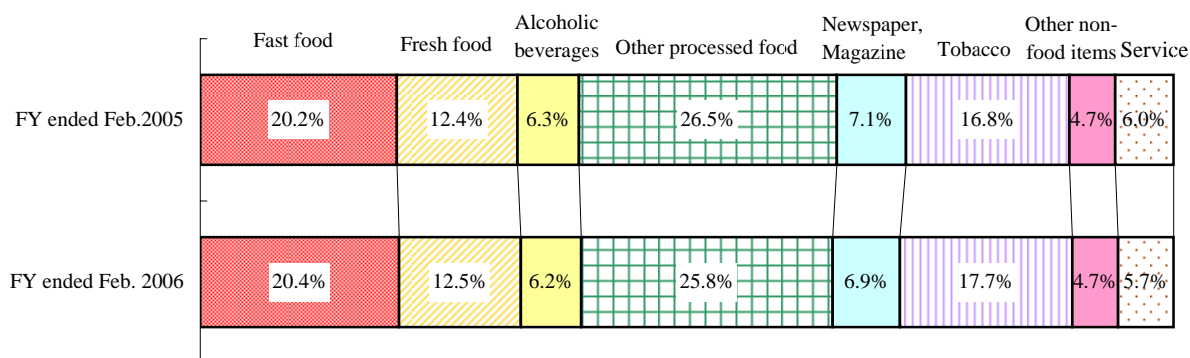 Fast food
Fresh food
Alcoholic
beverages
Other processed food
Newspaper,
Magazine
Tobacco
Other non-
food items
Service
FY ended Feb.2005
20.2%
12.4%
6.3%
26.5%
7.1%
16.8%
4.7%
6.0%
FY ended Feb. 2006
20.4%
12.5%
6.2%
25.8%
6.9%
17.7%
4.7%
5.7%